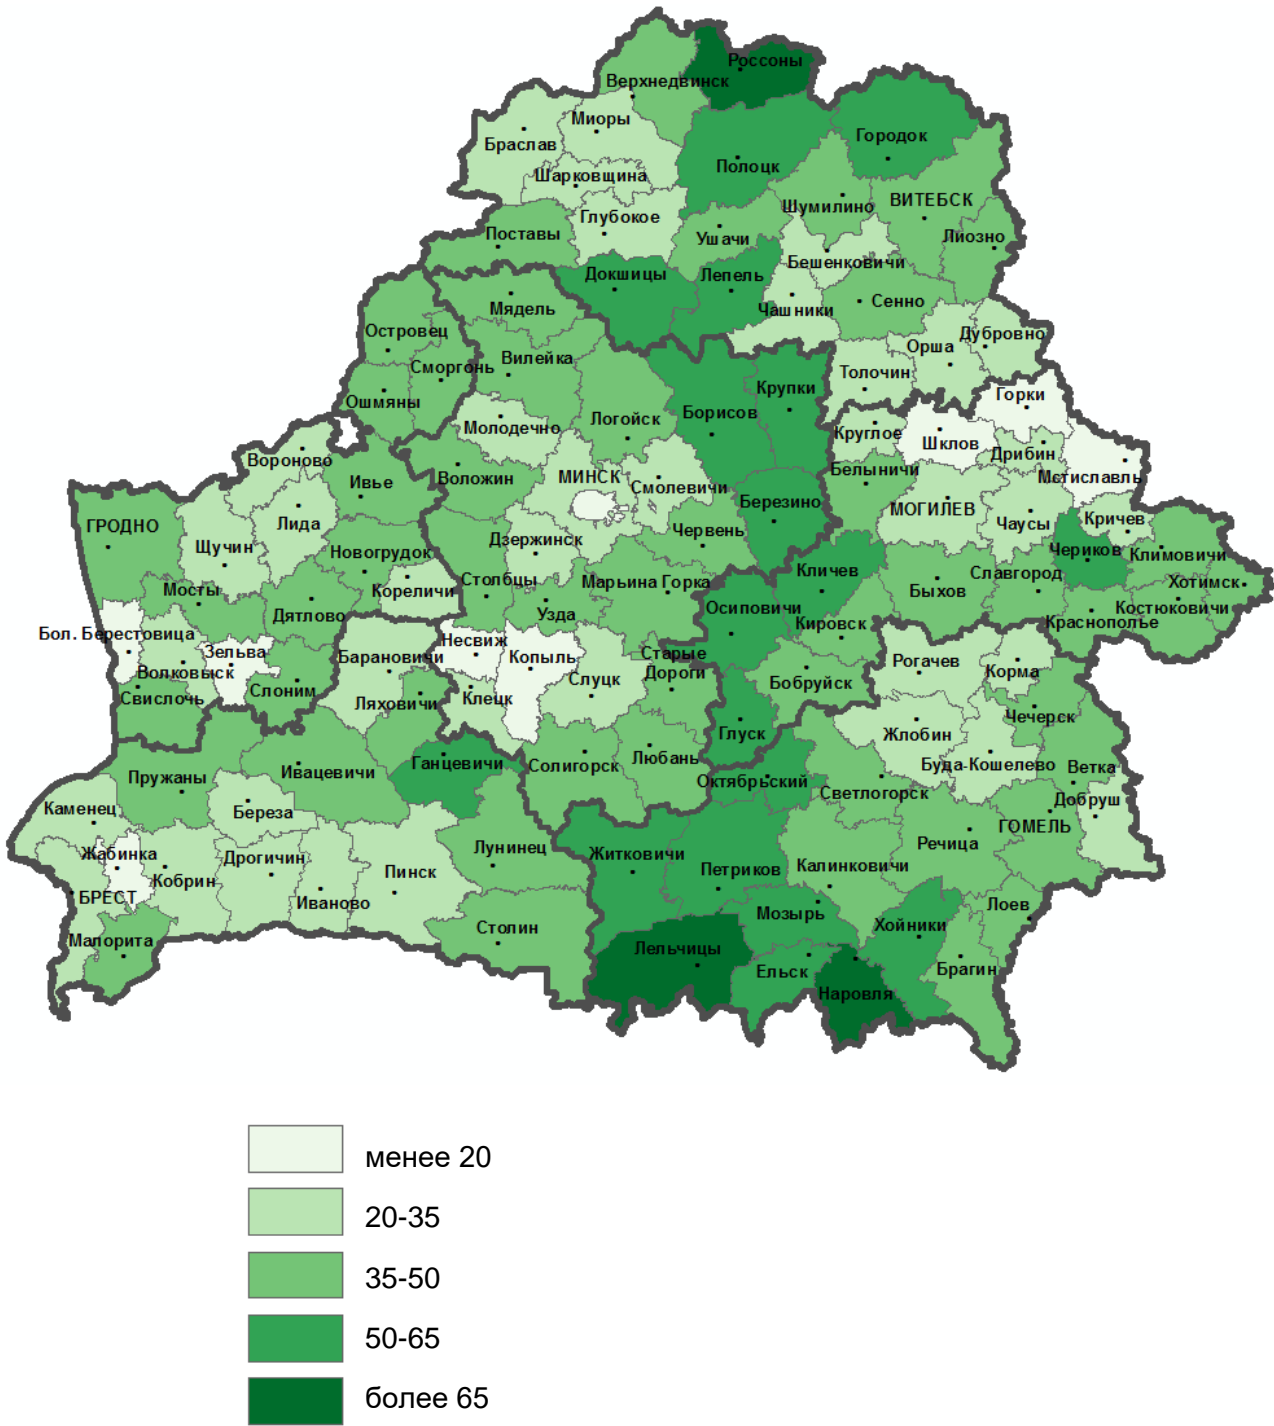 Россоны
Верхнедвинск
Миоры
Браслав
Городок
Полоцк
Шарковщина
ВИТЕБСК
Шумилино
Глубокое
Поставы
Ушачи
Лиозно
Бешенковичи
Докшицы
Лепель
Сенно
Чашники
Мядель
Островец
Дубровно
Орша
Вилейка
Сморгонь
Толочин
Крупки
Горки
Ошмяны
Борисов
Логойск
Молодечно
Круглое
Шклов
Дрибин
Вороново
Белыничи
Мстиславль
Воложин
МИНСК
Ивье
Смолевичи
Березино
МОГИЛЕВ
Чаусы
Кричев
ГРОДНО
Лида
Червень
Дзержинск
Щучин
Новогрудок
Чериков
Климовичи
Кличев
Славгород
Столбцы
Марьина Горка
Хотимск
Мосты
Кореличи
Быхов
Осиповичи
Костюковичи
Дятлово
Узда
Кировск
Краснополье
Бол. Берестовица
Зельва
Несвиж
Барановичи
Копыль
Старые
Дороги
Рогачев
Корма
Волковыск
Слуцк
Бобруйск
Слоним
Свислочь
Клецк
Ляховичи
Чечерск
Глуск
Жлобин
Любань
Ганцевичи
Солигорск
Буда-Кошелево
Ветка
Ивацевичи
Пружаны
Октябрьский
Светлогорск
Добруш
Каменец
Береза
ГОМЕЛЬ
Речица
Лунинец
Житковичи
Жабинка
Дрогичин
Калинковичи
Петриков
Пинск
Кобрин
БРЕСТ
Иваново
Лоев
Мозырь
Хойники
Столин
Малорита
Лельчицы
Ельск
Брагин
Наровля
менее 20
20-35
35-50
50-65
более 65